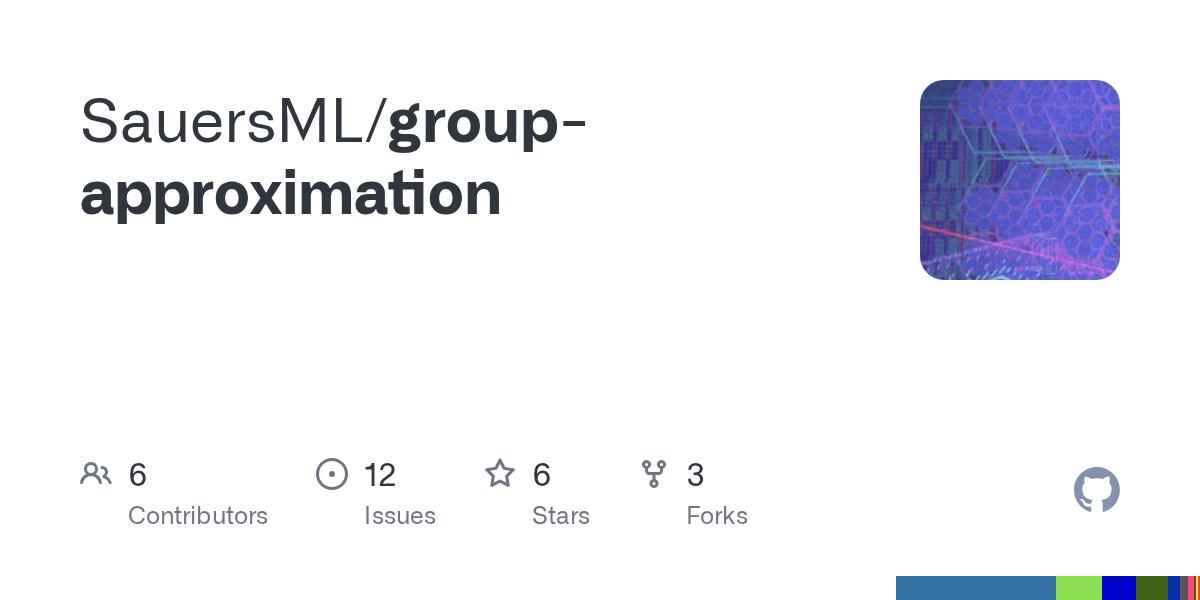 SauersML/group-
approximation
6
Contributors
12
Issues
6
Stars
3
Forks